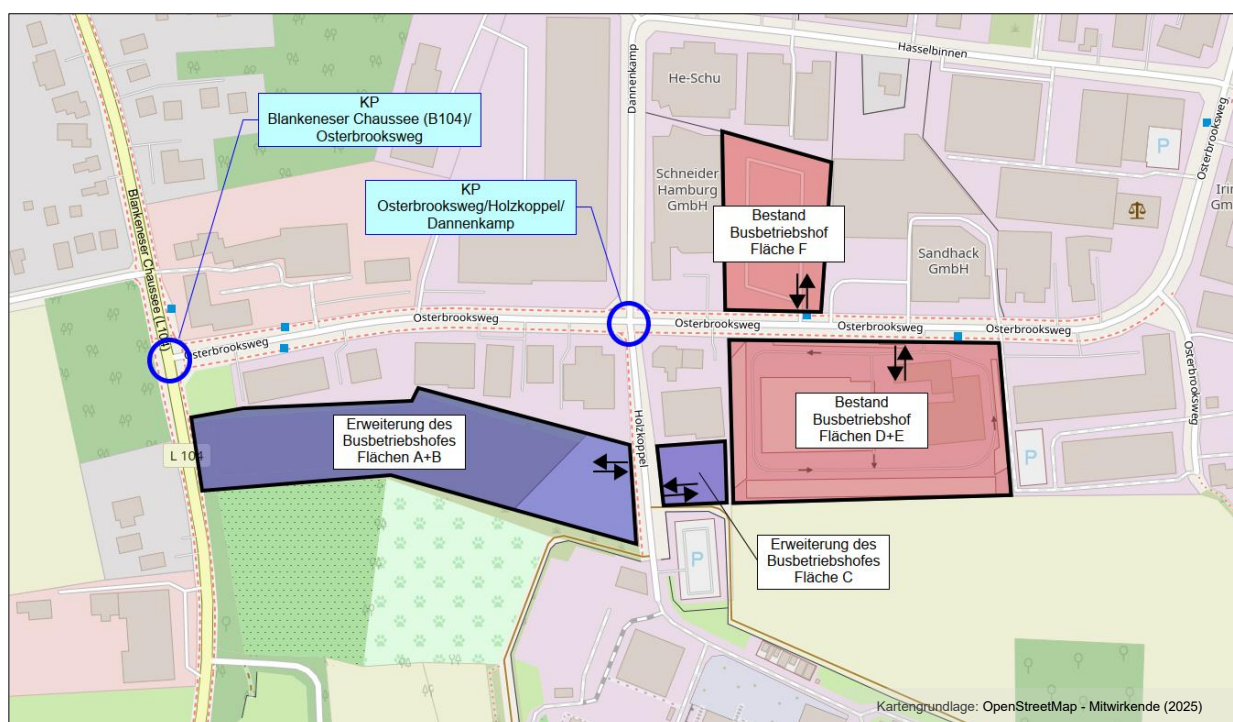 Hasselbinnen
He-Schu
Dannenkamp
KP
Blankeneser Chaussee (B104)/
Osterbrooksweg
P
Osterbrooksweg
KP
Osterbrooksweg/Holzkoppel/
Dannenkamp
Schneider
Hamburg
GmbH
Bestand
Busbetriebshof
Fläche F
Sandhack
GmbH
Blankeneser Chaussee (L104)
Osterbrooksweg
Osterbrooksweg
Osterbrooksweg
Osterbrooksweg
Osterbrooksweg
Osterbrooksweg
L 104
Erweiterung des
Busbetriebshofes
Flächen A+B
Holzkoppel
Bestand
Busbetriebshof
Flächen D+E
P
P
Erweiterung des
Busbetriebshofes
Fläche C
Kartengrundlage: OpenStreetMap - Mitwirkende (2025)